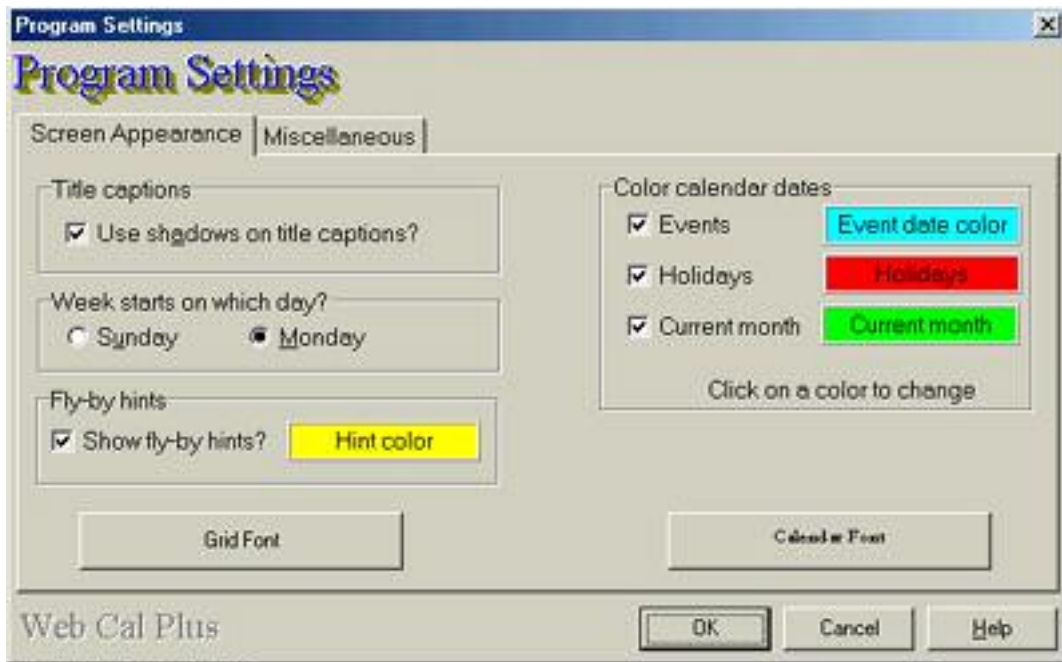 Program Settings
Program Settings
Screen Appearance
Miscellaneous
Title captions
Use shadows on title captions?
Week starts on which day?
Sunday
Monday
Fly-by hints
Show fly-by hints?
Hint color
Color calendar dates
Events
Event date color
Holidays
Holidays
Current month
Current month
Click on a color to change
Grid Font
Calendar Font
Web Cal Plus
OK
Cancel
Help